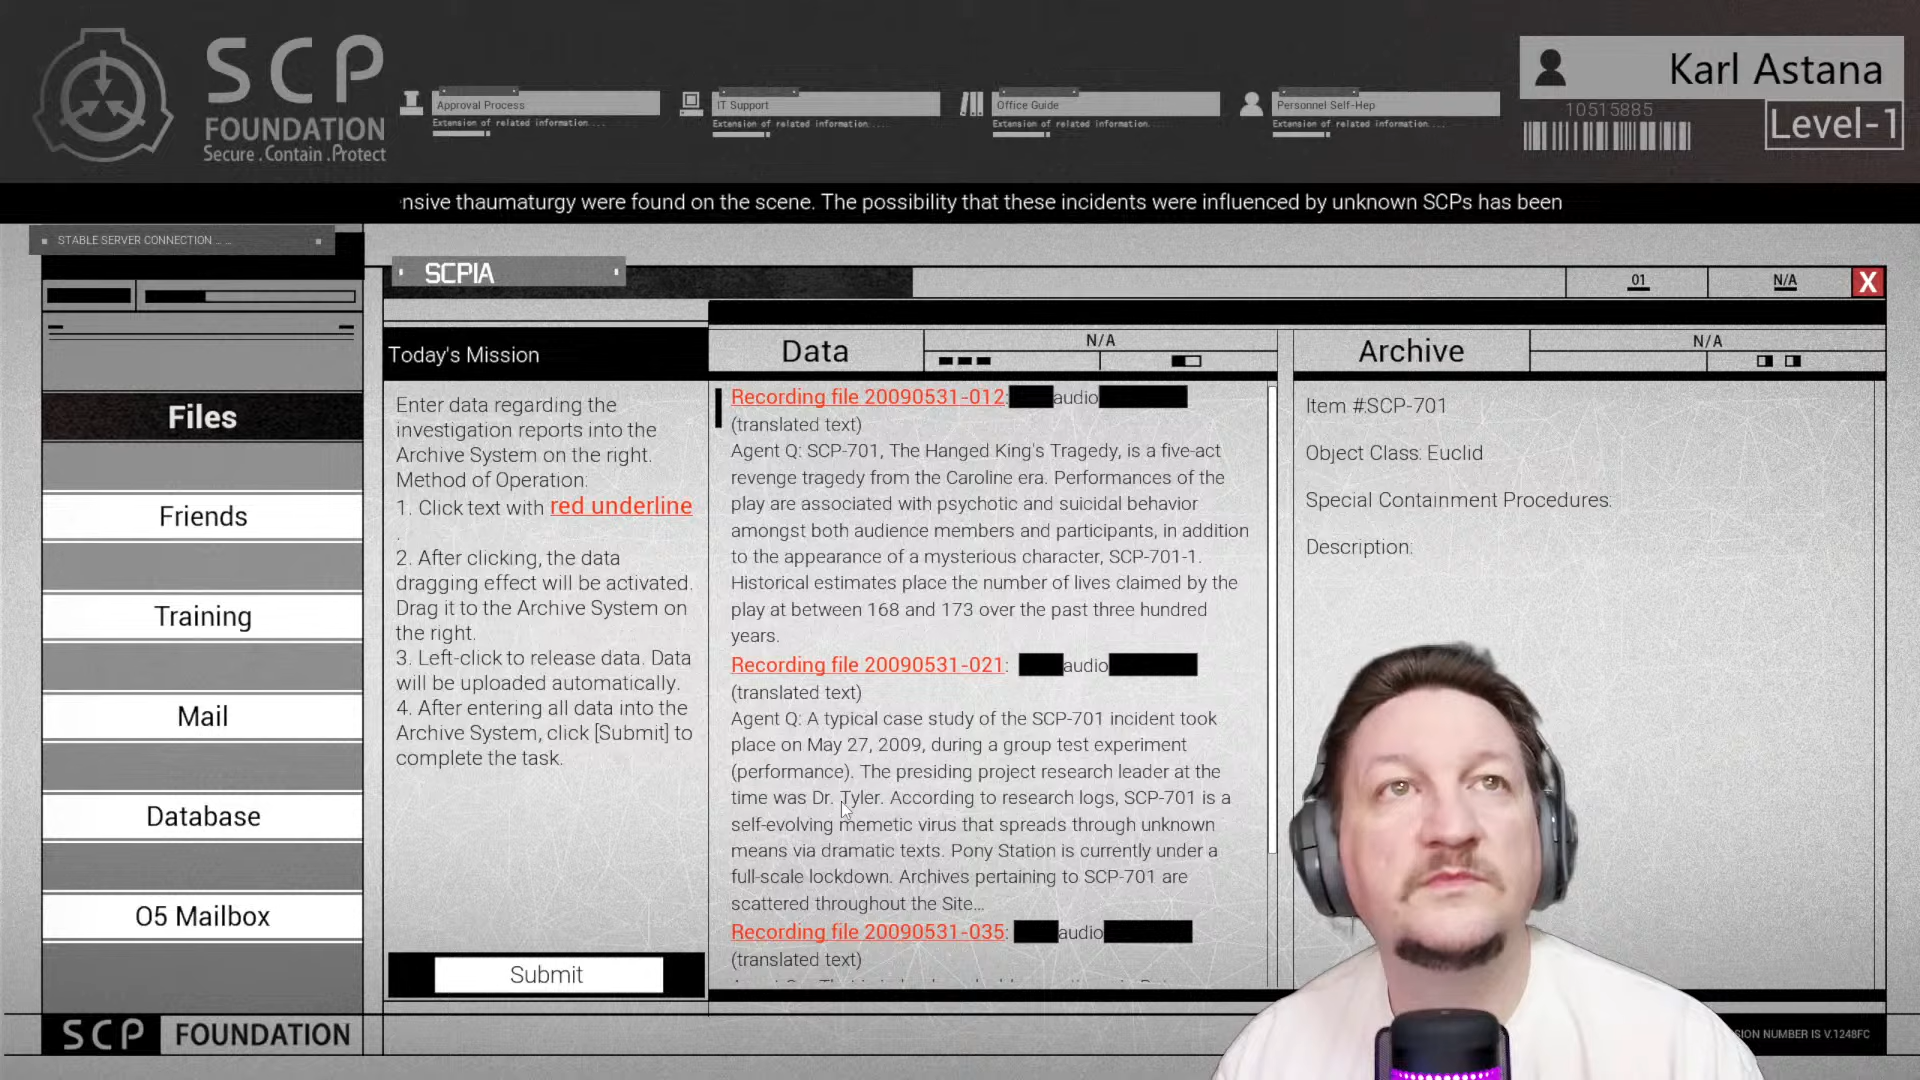 SCP
FOUNDATION
Secure .Contain .Protect
Approval Process
Extension of related information....
IT Support
Extension of related information....
Office Guide
Extension of related information....
Personnel Self-Hep
Extension of related information....
Karl Astana
10515885
Level-1
nsive thaumaturgy were found on the scene. The possibility that these incidents were influenced by unknown SCPs has been
STABLE SERVER CONNECTION ... ...
SCPIA
01
N/A
X
Files
Friends
Training
Mail
Database
O5 Mailbox
SCP FOUNDATION
Today's Mission
Enter data regarding the
investigation reports into the
Archive System on the right.
Method of Operation:
1. Click text with red underline
.
2. After clicking, the data
dragging effect will be activated.
Drag it to the Archive System on
the right.
3. Left-click to release data. Data
will be uploaded automatically.
4. After entering all data into the
Archive System, click [Submit] to
complete the task.
Submit
Data
N/A
Recording file 20090531-012: audio
(translated text)
Agent Q: SCP-701, The Hanged King's Tragedy, is a five-act
revenge tragedy from the Caroline era. Performances of the
play are associated with psychotic and suicidal behavior
amongst both audience members and participants, in addition
to the appearance of a mysterious character, SCP-701-1.
Historical estimates place the number of lives claimed by the
play at between 168 and 173 over the past three hundred
years.
Recording file 20090531-021: audio
(translated text)
Agent Q: A typical case study of the SCP-701 incident took
place on May 27, 2009, during a group test experiment
(performance). The presiding project research leader at the
time was Dr. Tyler. According to research logs, SCP-701 is a
self-evolving memetic virus that spreads through unknown
means via dramatic texts. Pony Station is currently under a
full-scale lockdown. Archives pertaining to SCP-701 are
scattered throughout the Site...
Recording file 20090531-035: audio
(translated text)
Archive
N/A
Item #:SCP-701
Object Class: Euclid
Special Containment Procedures:
Description:
SION NUMBER IS V.1248FC